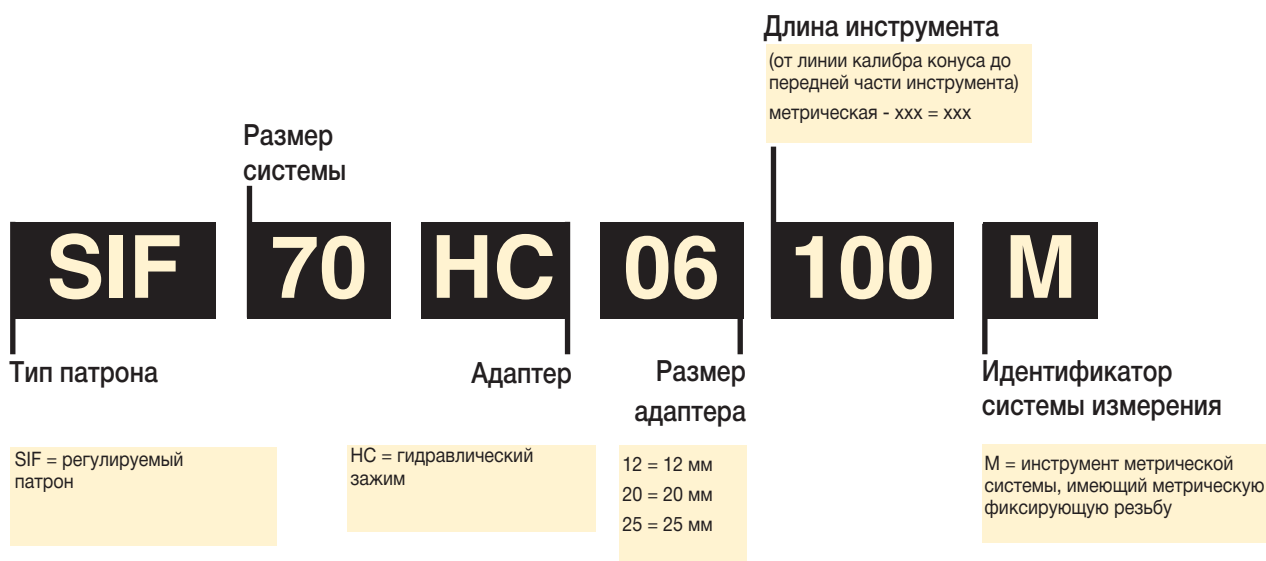 Длина инструмента
(от линии калибра конуса до
передней части инструмента)
метрическая - xxx = xxx
Размер
системы
SIF 70 HC 06 100 M
Тип патрона
Адаптер
Размер
адаптера
Идентификатор
системы измерения
SIF = регулируемый
патрон
HC = гидравлический
зажим
12 = 12 мм
20 = 20 мм
25 = 25 мм
M = инструмент метрической
системы, имеющий метрическую
фиксирующую резьбу